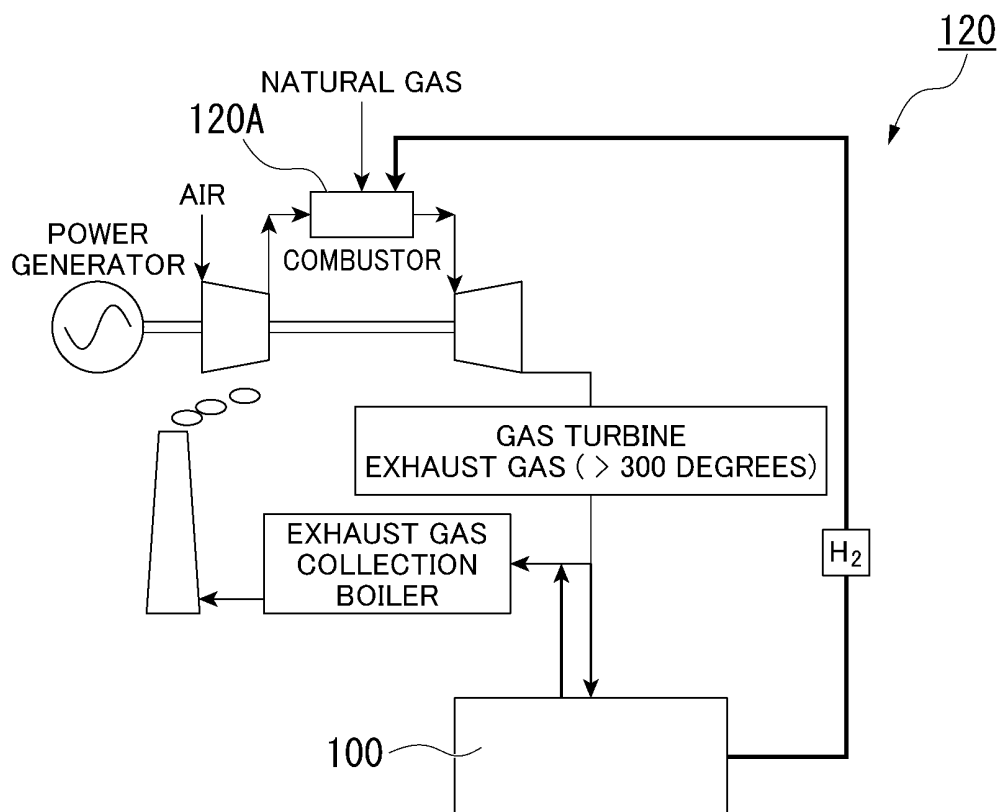 120
NATURAL GAS
120A
AIR
POWER
GENERATOR
COMBUSTOR
GAS TURBINE
EXHAUST GAS ( > 300 DEGREES)
EXHAUST GAS
COLLECTION
BOILER
H₂
100